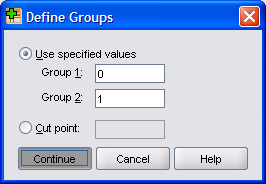 Define Groups
Use specified values
Group 1: 0
Group 2: 1
Cut point:
Continue Cancel Help